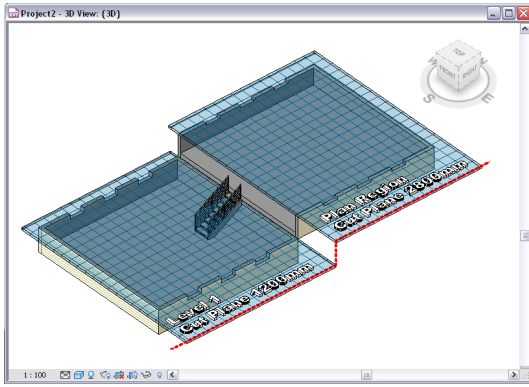 Project2 - 3D View: {3D}
TOP
FRONT
RIGHT
S
E
Plan Region
Cut Plane 2800mm
Level 1
Cut Plane 1200mm
1 : 100